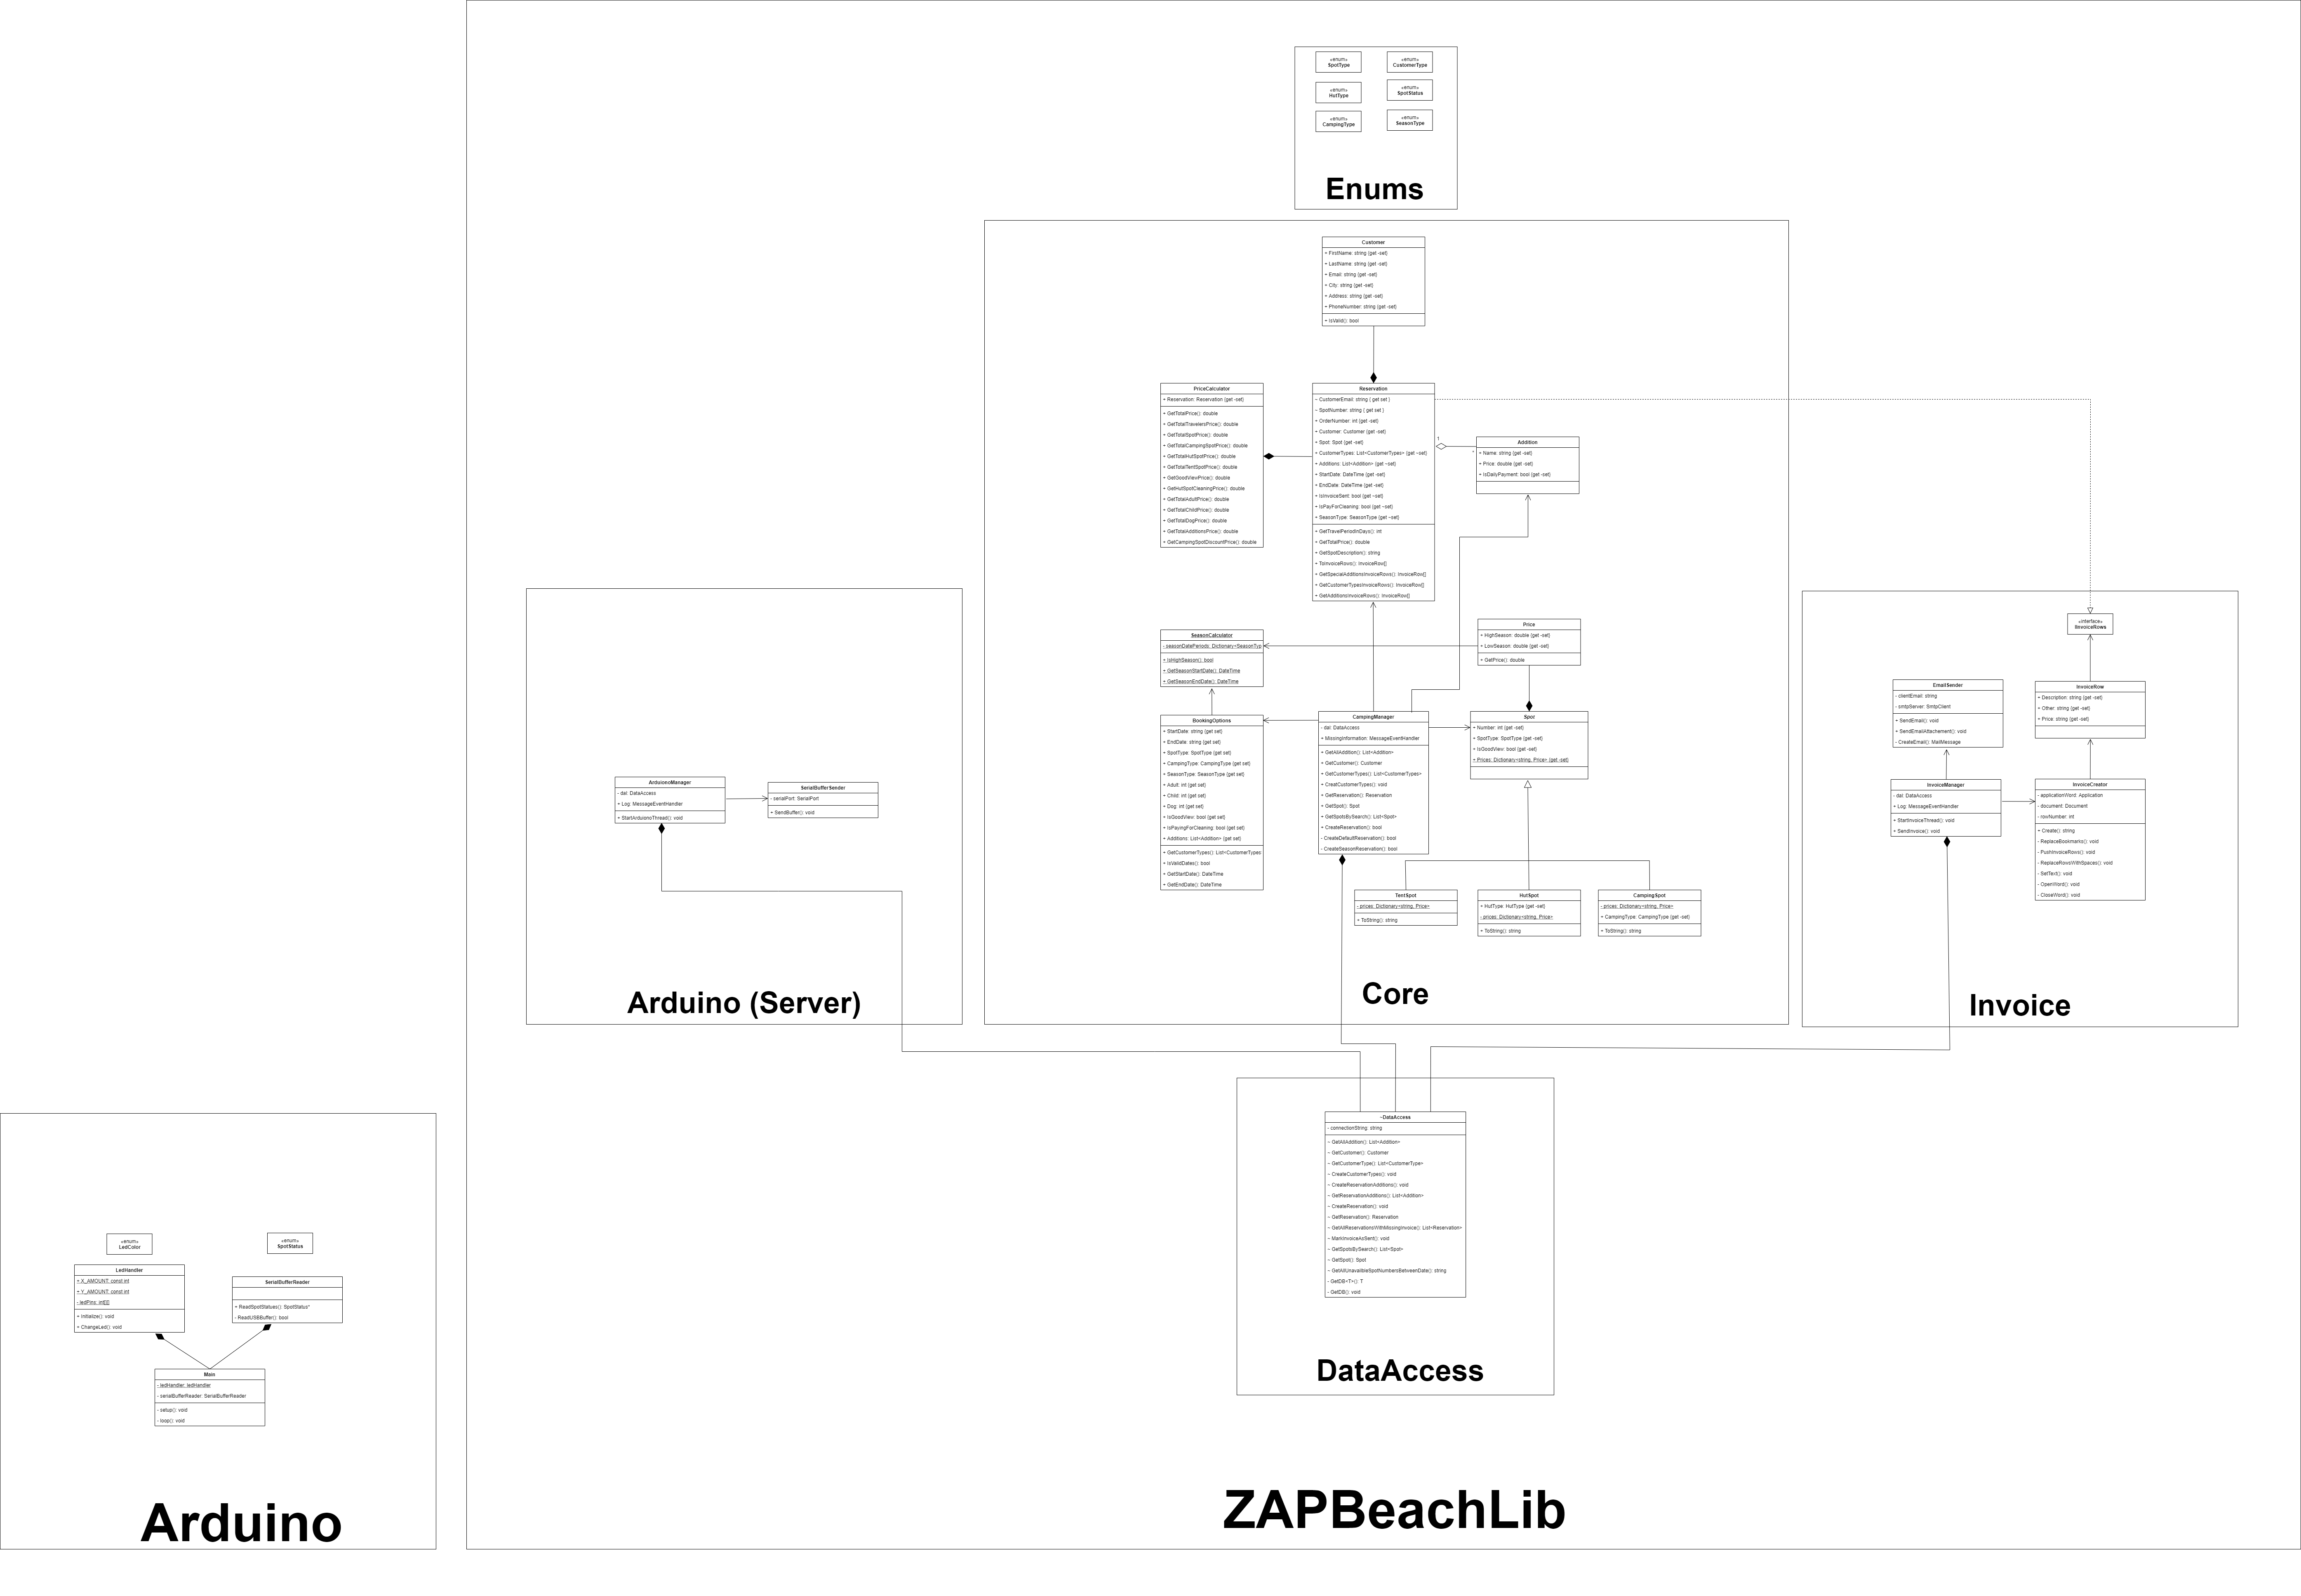 «enum»
SpotType
«enum»
CustomerType
«enum»
HutType
«enum»
SpotStatus
«enum»
CampingType
«enum»
SeasonType
Enums
Customer
+ FirstName: string {get -set}
+ LastName: string {get -set}
+ Email: string {get -set}
+ City: string {get -set}
+ Address: string {get -set}
+ PhoneNumber: string {get -set}
+ IsValid(): bool
PriceCalculator
+ Reservation: Reservation {get -set}
+ GetTotalPrice(): double
+ GetTotalTravelersPrice(): double
+ GetTotalSpotPrice(): double
+ GetTotalCampingSpotPrice(): double
+ GetTotalHutSpotPrice(): double
+ GetTotalTentSpotPrice(): double
+ GetGoodViewPrice(): double
+ GetHutSpotCleaningPrice(): double
+ GetTotalAdultPrice(): double
+ GetTotalChildPrice(): double
+ GetTotalDogPrice(): double
+ GetTotalAdditionsPrice(): double
+ GetCampingSpotDiscountPrice(): double
Reservation
~ CustomerEmail: string { get set }
~ SpotNumber: string { get set }
+ OrderNumber: int {get -set}
+ Customer: Customer {get -set}
+ Spot: Spot {get -set}
+ CustomerTypes: List<CustomerTypes> {get ~set}
+ Additions: List<Addition> {get ~set}
+ StartDate: DateTime {get -set}
+ EndDate: DateTime {get -set}
+ IsInvoiceSent: bool {get ~set}
+ IsPayForCleaning: bool {get ~set}
+ SeasonType: SeasonType {get ~set}
+ GetTravelPeriodInDays(): int
+ GetTotalPrice(): double
+ GetSpotDescription(): string
+ ToInvoiceRows(): InvoiceRow[]
+ GetSpecialAdditionsInvoiceRows(): InvoiceRow[]
+ GetCustomerTypesInvoiceRows(): InvoiceRow[]
+ GetAdditionsInvoiceRows(): InvoiceRow[]
1
*
Addition
+ Name: string {get -set}
+ Price: double {get -set}
+ IsDailyPayment: bool {get -set}
SeasonCalculator
- seasonDatePeriods: Dictionary<SeasonTyp
+ IsHighSeason(): bool
+ GetSeasonStartDate(): DateTime
+ GetSeasonEndDate(): DateTime
Price
+ HighSeason: double {get -set}
+ LowSeason: double {get -set}
+ GetPrice(): double
BookingOptions
+ StartDate: string {get set}
+ EndDate: string {get set}
+ SpotType: SpotType {get set}
+ CampingType: CampingType {get set}
+ SeasonType: SeasonType {get set}
+ Adult: int {get set}
+ Child: int {get set}
+ Dog: int {get set}
+ IsGoodView: bool {get set}
+ IsPayingForCleaning: bool {get set}
+ Additions: List<Addition> {get set}
+ GetCustomerTypes(): List<CustomerTypes
+ IsValidDates(): bool
+ GetStartDate(): DateTime
+ GetEndDate(): DateTime
CampingManager
- dal: DataAccess
+ MissingInformation: MessageEventHandler
+ GetAllAddition(): List<Addition>
+ GetCustomer(): Customer
+ GetCustomerTypes(): List<CustomerTypes>
+ CreatCustomerTypes(): void
+ GetReservation(): Reservation
+ GetSpot(): Spot
+ GetSpotsBySearch(): List<Spot>
+ CreateReservation(): bool
- CreateDefaultReservation(): bool
- CreateSeasonReservation(): bool
Spot
+ Number: int {get -set}
+ SpotType: SpotType {get -set}
+ IsGoodView: bool {get -set}
+ Prices: Dictionary<string, Price> {get -set}
TentSpot
- prices: Dictionary<string, Price>
+ ToString(): string
HutSpot
+ HutType: HutType {get -set}
- prices: Dictionary<string, Price>
+ ToString(): string
CampingSpot
- prices: Dictionary<string, Price>
+ CampingType: CampingType {get -set}
+ ToString(): string
Core
ArduionoManager
- dal: DataAccess
+ Log: MessageEventHandler
+ StartArduionoThread(): void
SerialBufferSender
- serialPort: SerialPort
+ SendBuffer(): void
Arduino (Server)
«interface»
IInvoiceRows
EmailSender
- clientEmail: string
- smtpServer: SmtpClient
+ SendEmail(): void
+ SendEmailAttachement(): void
- CreateEmail(): MailMessage
InvoiceRow
+ Description: string {get -set}
+ Other: string {get -set}
+ Price: string {get -set}
InvoiceManager
- dal: DataAccess
+ Log: MessageEventHandler
+ StartInvoiceThread(): void
+ SendInvoice(): void
InvoiceCreator
- applicationWord: Application
- document: Document
- rowNumber: int
+ Create(): string
- ReplaceBookmarks(): void
- PushInvoiceRows(): void
- ReplaceRowsWithSpaces(): void
- SetText(): void
- OpenWord(): void
- CloseWord(): void
Invoice
~DataAccess
- connectionString: string
~ GetAllAddition(): List<Addition>
~ GetCustomer(): Customer
~ GetCustomerType(): List<CustomerType>
~ CreateCustomerTypes(): void
~ CreateReservationAdditions(): void
~ GetReservationAdditions(): List<Addition>
~ CreateReservation(): void
~ GetReservation(): Reservation
~ GetAllReservationsWithMissingInvoice(): List<Reservation>
~ MarkInvoiceAsSent(): void
~ GetSpotsBySearch(): List<Spot>
~ GetSpot(): Spot
~ GetAllUnavailibleSpotNumbersBetweenDate(): string
- GetDB<T>(): T
- GetDB(): void
DataAccess
ZAPBeachLib
«enum»
LedColor
«enum»
SpotStatus
LedHandler
+ X_AMOUNT: const int
+ Y_AMOUNT: const int
- ledPins: int[][]
+ Intialize(): void
+ ChangeLed(): void
SerialBufferReader
+ ReadSpotStatues(): SpotStatus*
- ReadUSBBuffer(): bool
Main
- ledHandler: ledHandler
- serialBufferReader: SerialBufferReader
- setup(): void
- loop(): void
Arduino